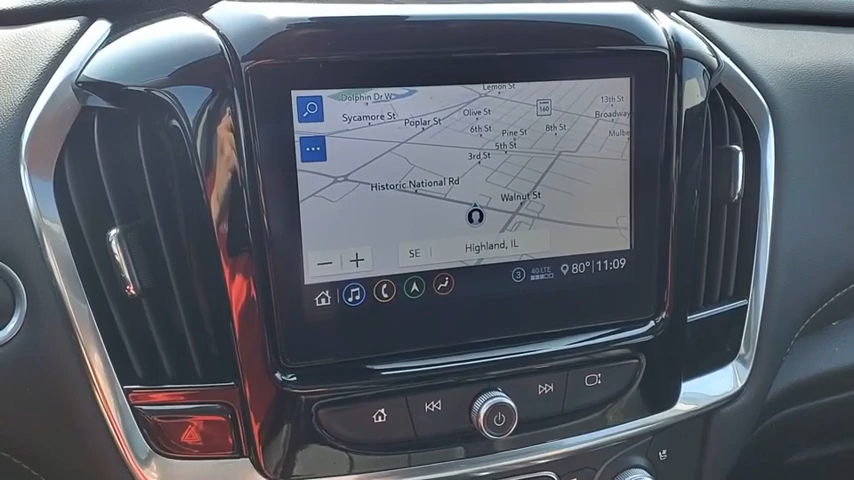 Dolphin Dr W
Lemon St
Sycamore St
Poplar St
Olive St
160
13th St
Broadway
6th St
Pine St
8th St
5th St
3rd St
Historic National Rd
Walnut St
SE
Highland, IL
3
4G LTE
80°
11:09